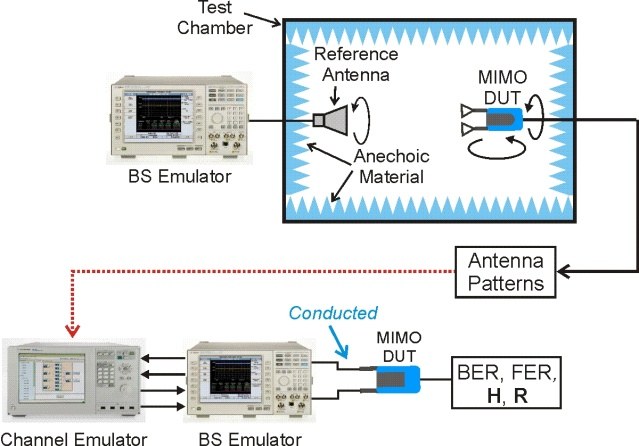 Test
Chamber
Reference
Antenna
MIMO
DUT
BS Emulator
Anechoic
Material
Antenna
Patterns
Conducted
MIMO
DUT
BER, FER,
H, R
Channel Emulator
BS Emulator